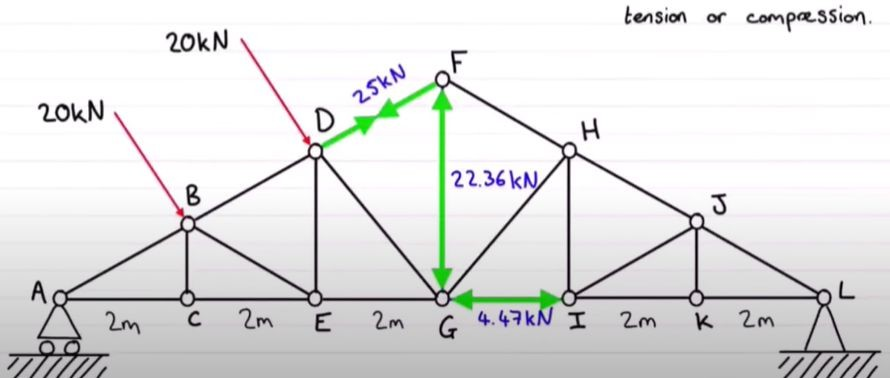 tension or compression.
20kN
F
25kN
20kN
D
H
22.36kN
B
J
A
L
2m
C
2m
E
2m
G
4.47kN
I
2m
K
2m